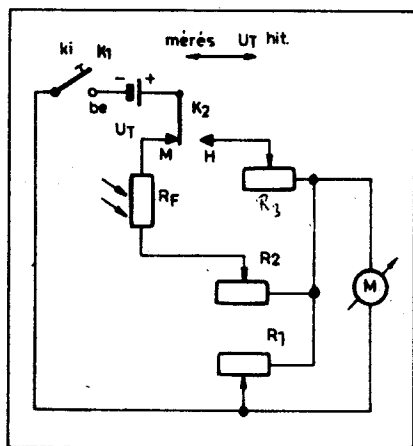 mérés UT hit.
ki K1
- +
be
K2
UT
M H
RF
R3
R2
M
R1